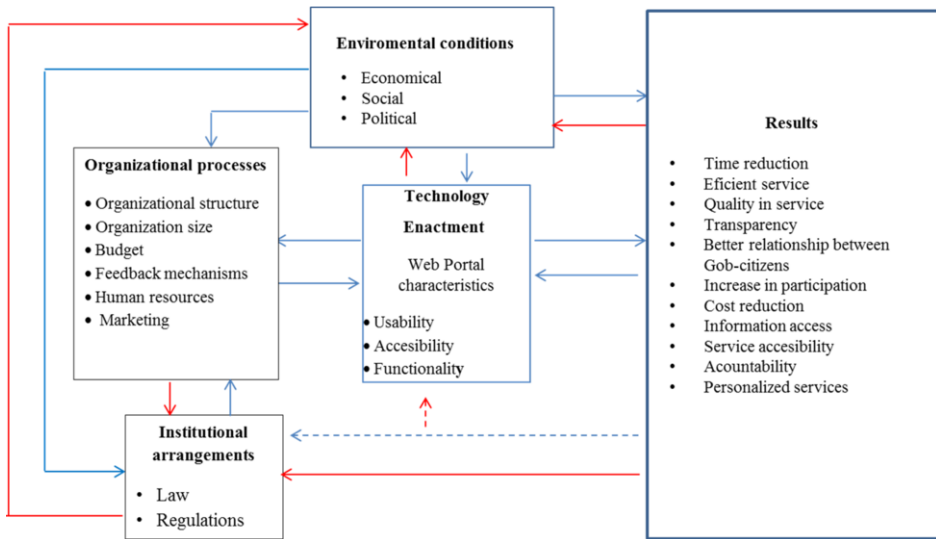 Enviromental conditions
• Economical
• Social
• Political
Organizational processes
• Organizational structure
• Organization size
• Budget
• Feedback mechanisms
• Human resources
• Marketing
Technology
Enactment
Web Portal
characteristics
• Usability
• Accesibility
• Functionality
Institutional
arrangements
• Law
• Regulations
Results
• Time reduction
• Eficient service
• Quality in service
• Transparency
• Better relationship between
Gob-citizens
• Increase in participation
• Cost reduction
• Information access
• Service accesibility
• Acountability
• Personalized services